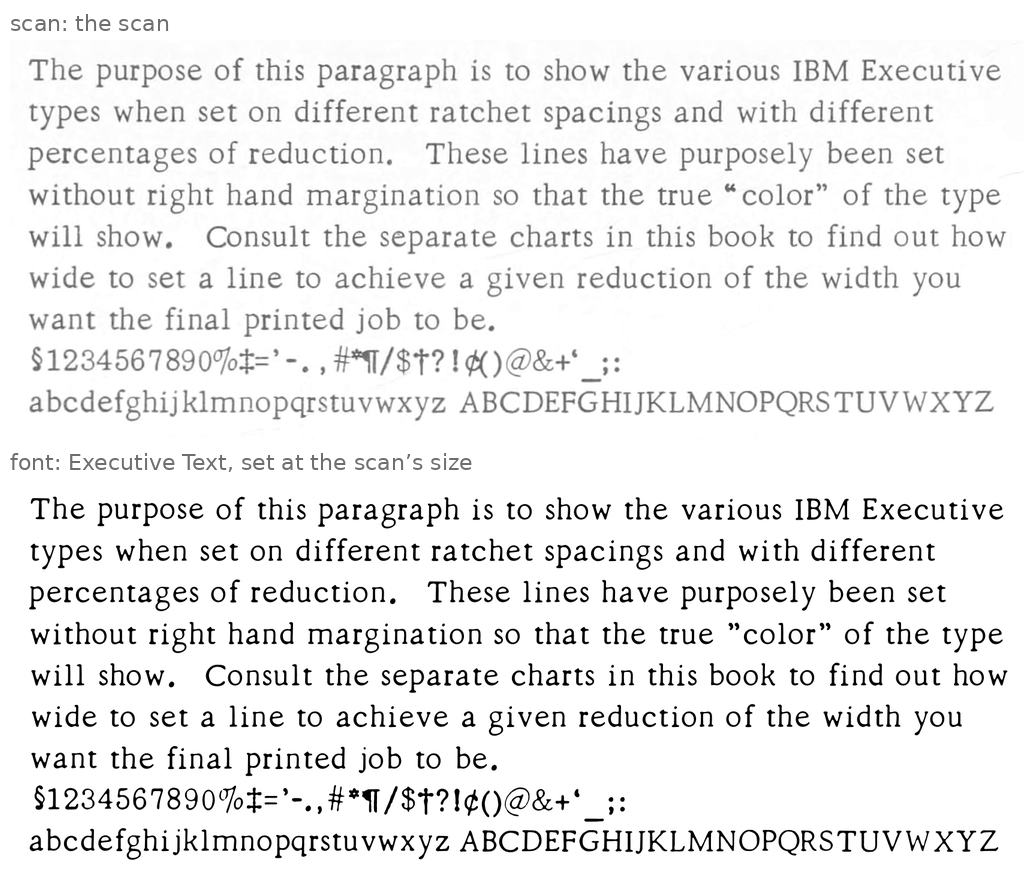 scan: the scan
The purpose of this paragraph is to show the various IBM Executive
types when set on different ratchet spacings and with different
percentages of reduction.  These lines have purposely been set
without right hand margination so that the true “color” of the type
will show.  Consult the separate charts in this book to find out how
wide to set a line to achieve a given reduction of the width you
want the final printed job to be.
§1234567890%‡=’-.,#*¶/$†?!¢()@&+‘_;:
abcdefghijklmnopqrstuvwxyz ABCDEFGHIJKLMNOPQRSTUVWXYZ
font: Executive Text, set at the scan’s size
The purpose of this paragraph is to show the various IBM Executive
types when set on different ratchet spacings and with different
percentages of reduction.  These lines have purposely been set
without right hand margination so that the true ”color” of the type
will show.  Consult the separate charts in this book to find out how
wide to set a line to achieve a given reduction of the width you
want the final printed job to be.
§1234567890%‡=’-.,#*¶/$†?!¢()@&+‘_;:
abcdefghijklmnopqrstuvwxyz ABCDEFGHIJKLMNOPQRSTUVWXYZ